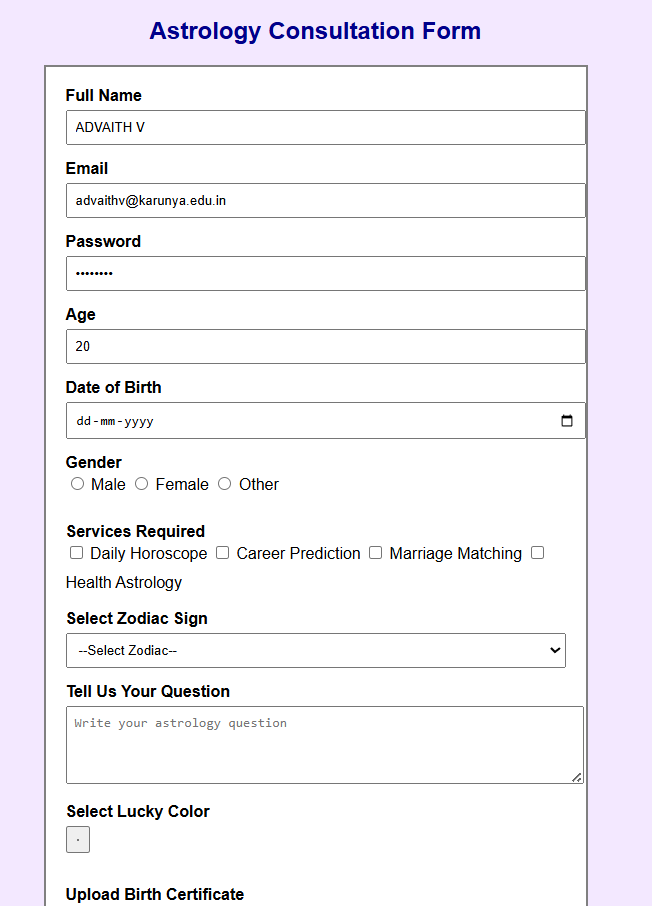 Astrology Consultation Form
Full Name
ADVAITH V
Email
advaithv@karunya.edu.in
Password
••••••••
Age
20
Date of Birth
dd-mm-yyyy
Gender
Male Female Other
Services Required
Daily Horoscope Career Prediction Marriage Matching
Health Astrology
Select Zodiac Sign
--Select Zodiac--
Tell Us Your Question
Write your astrology question
Select Lucky Color
Upload Birth Certificate